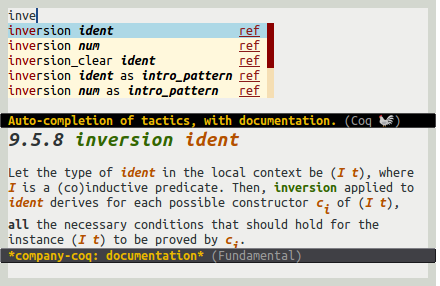 inve
inversion ident ref
inversion num ref
inversion_clear ident ref
inversion ident as intro_pattern ref
inversion num as intro_pattern ref
Auto-completion of tactics, with documentation. (Coq 🐓)
9.5.8 inversion ident
Let the type of ident in the local context be (I t), where
I is a (co)inductive predicate. Then, inversion applied to
ident derives for each possible constructor ci of (I t),
all the necessary conditions that should hold for the
instance (I t) to be proved by ci.
*company-coq: documentation* (Fundamental)